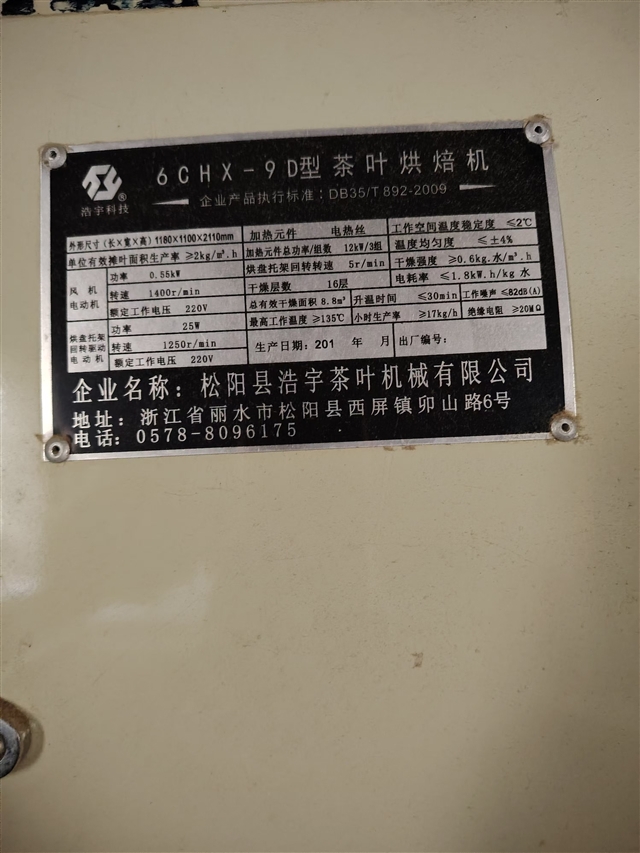 6CHX-9D型茶叶烘焙机
浩宇科技®
企业产品执行标准:DB35/T 892-2009
外形尺寸(长×宽×高) 1180×1100×2110mm
单位有效摊叶面积生产率 ≥2kg/m².h
风机电动机
功率 0.55kW
转速 1400r/min
额定工作电压 220V
烘盘托架回转驱动电动机
功率 25W
转速 1250r/min
额定工作电压 220V
加热元件 电热丝
加热元件总功率/组数 12kW/3组
烘盘托架回转转速 5r/min
干燥层数 16层
总有效干燥面积 8.8m²
最高工作温度 ≥135℃
工作空间温度稳定度 ≤2℃
温度均匀度 ≤±4%
干燥强度 ≥0.6kg.水/m².h
电耗率 ≤1.8kW.h/kg 水
升温时间 ≤30min
工作噪声 ≤82dB(A)
小时生产率 ≥17kg/h
绝缘电阻 ≥20MΩ
生产日期:201 年 月
出厂编号:
企业名称:松阳县浩宇茶叶机械有限公司
地址:浙江省丽水市松阳县西屏镇卯山路6号
电话:0578-8096175